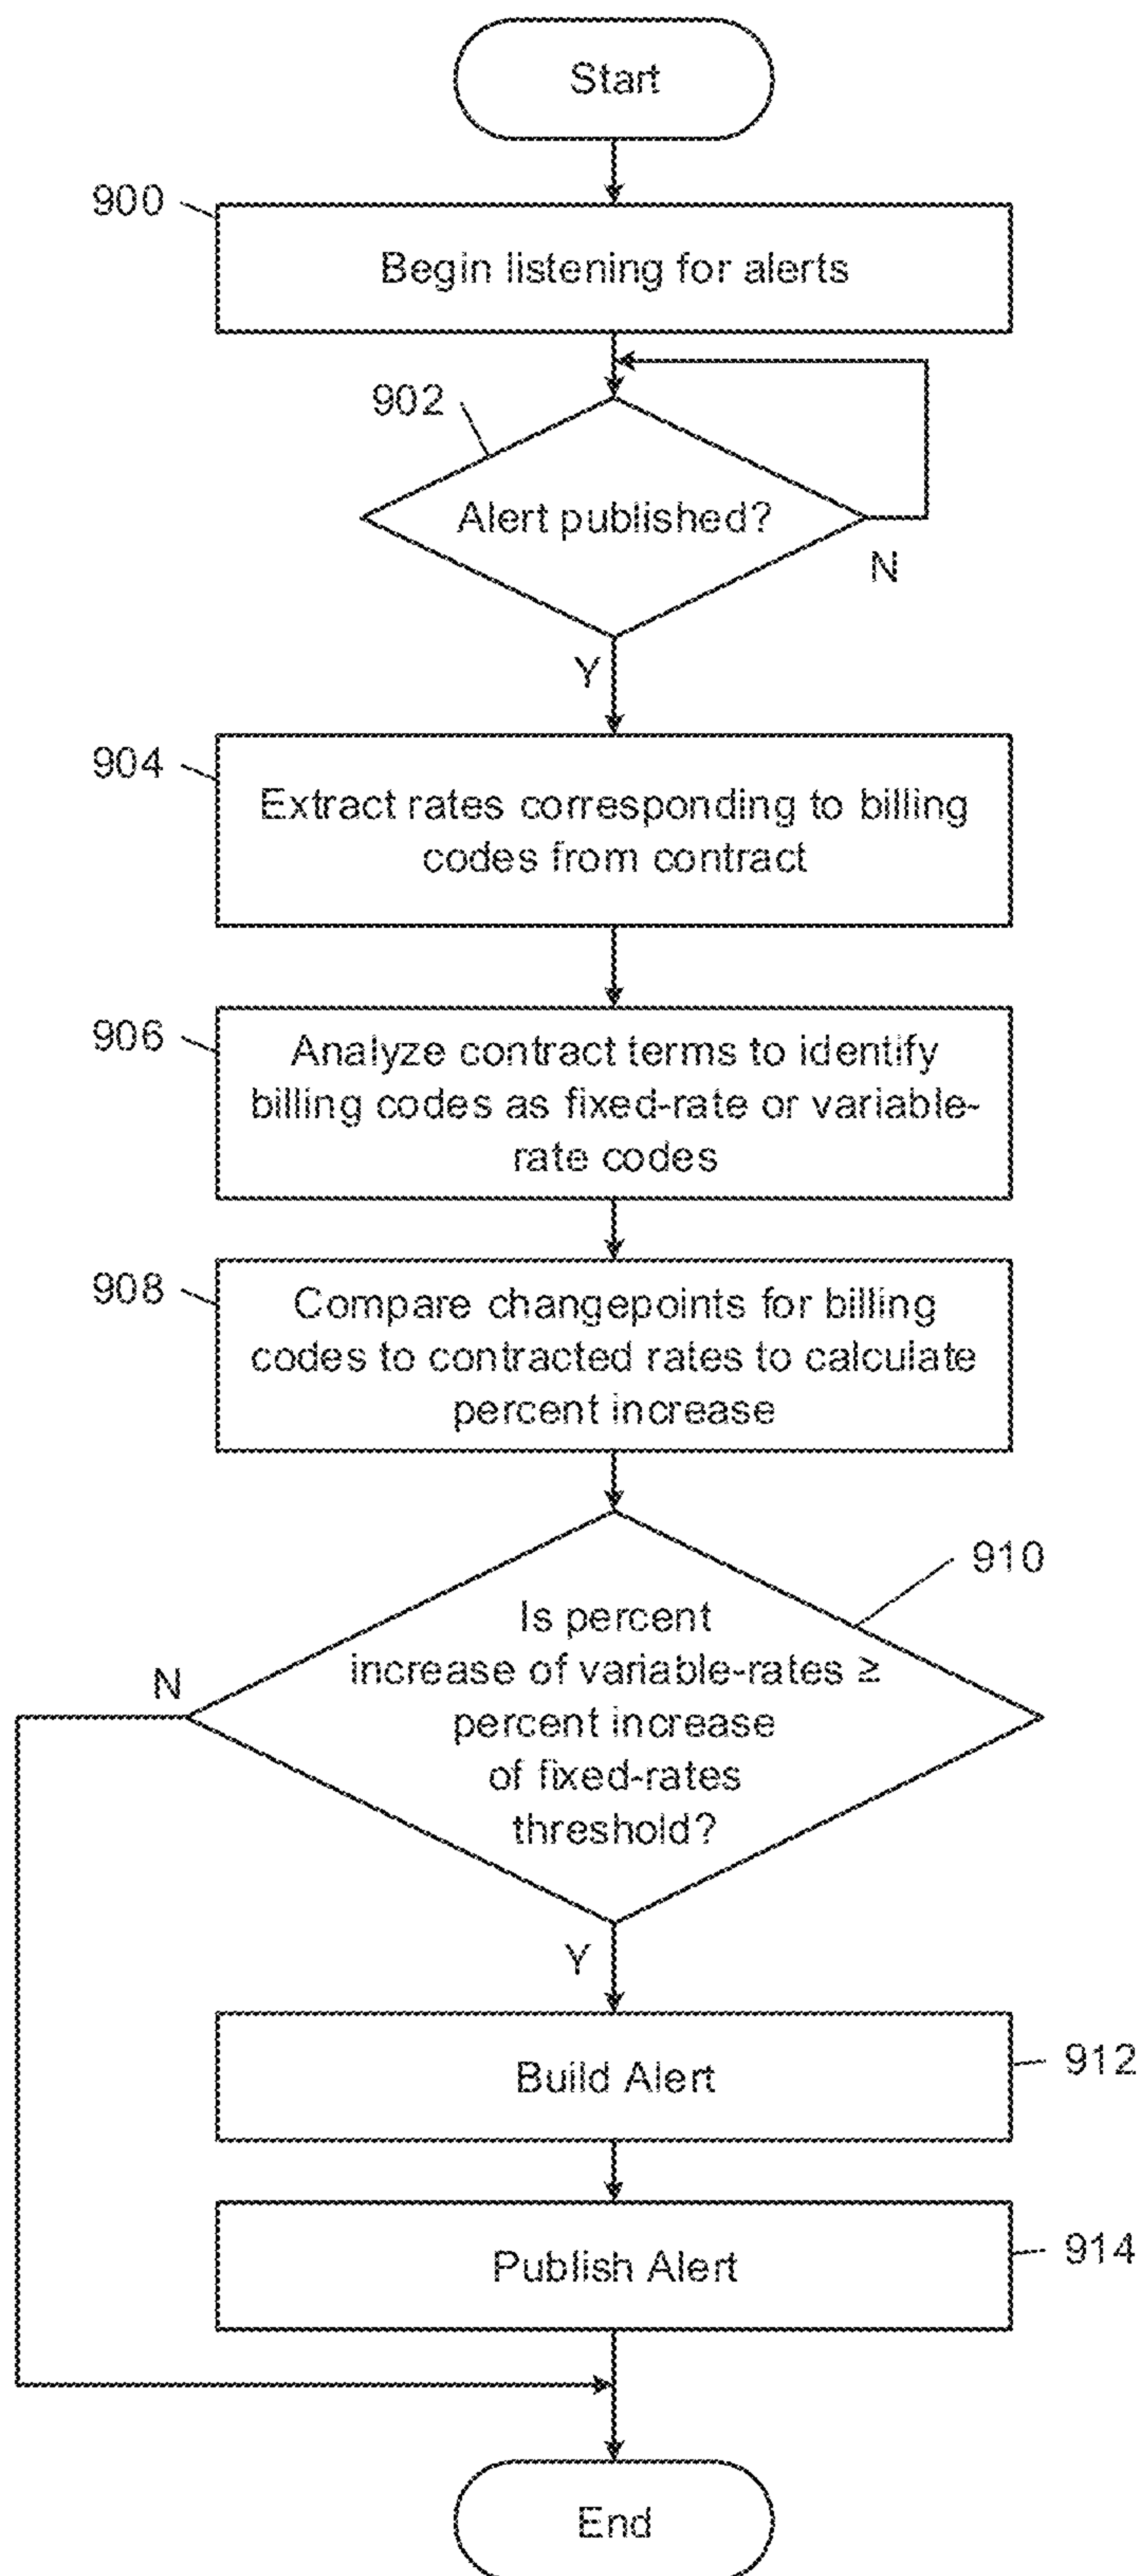 Start
900
Begin listening for alerts
902
Alert published?
N
Y
904
Extract rates corresponding to billing
codes from contract
906
Analyze contract terms to identify
billing codes as fixed-rate or variable-
rate codes
908
Compare changepoints for billing
codes to contracted rates to calculate
percent increase
910
Is percent
increase of variable-rates ≥
percent increase
of fixed-rates
threshold?
N
Y
Build Alert
912
Publish Alert
914
End